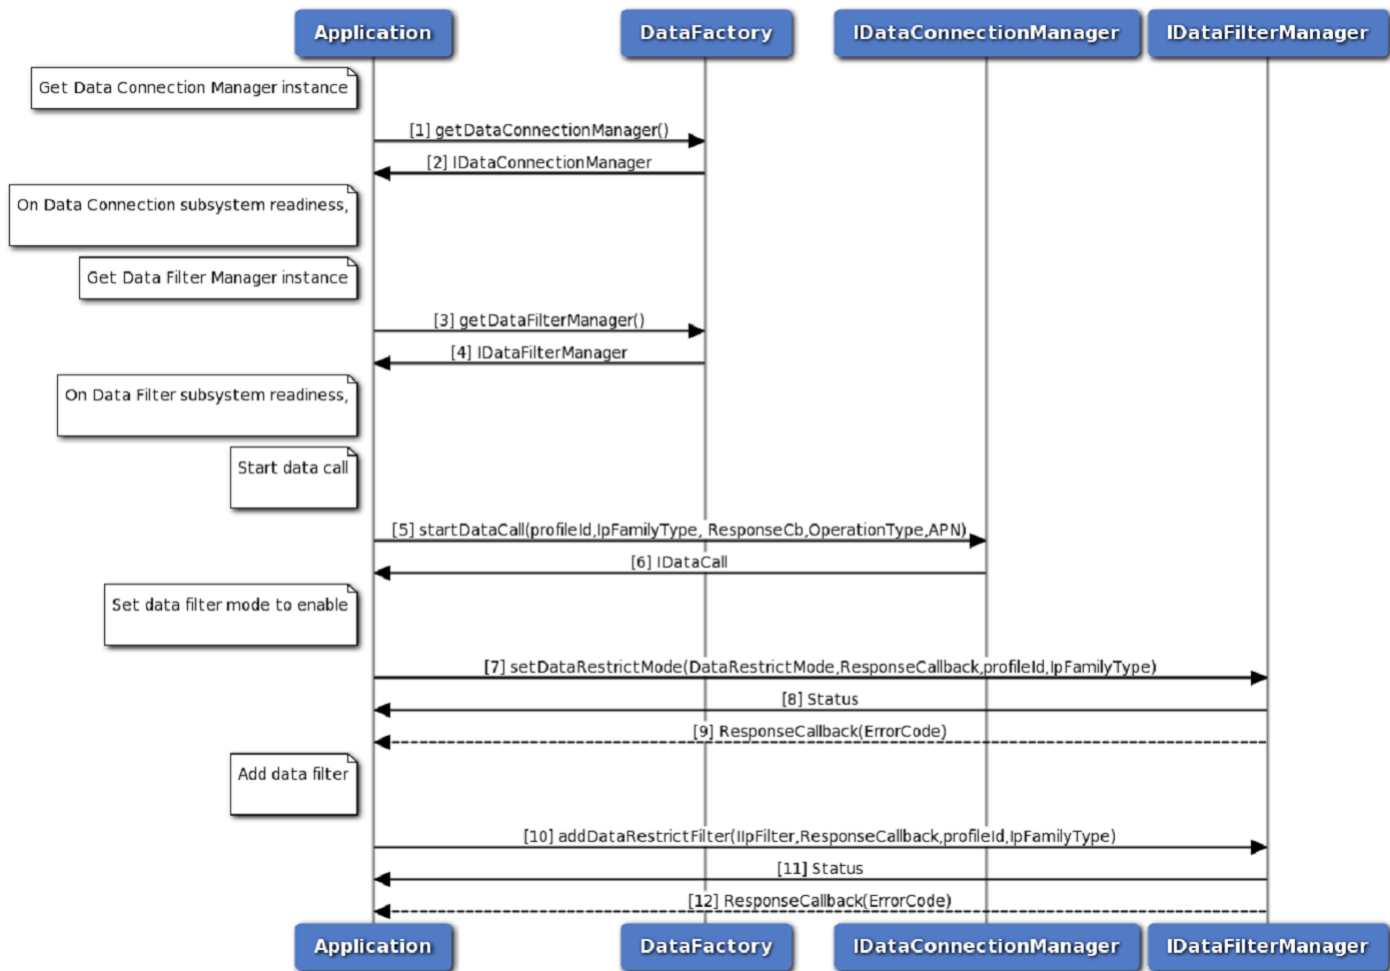 Application
DataFactory
IDataConnectionManager
IDataFilterManager
Get Data Connection Manager instance
[1] getDataConnectionManager()
[2] IDataConnectionManager
On Data Connection subsystem readiness,
Get Data Filter Manager instance
[3] getDataFilterManager()
[4] IDataFilterManager
On Data Filter subsystem readiness,
Start data call
[5] startDataCall(profileId,IpFamilyType, ResponseCb,OperationType,APN)
[6] IDataCall
Set data filter mode to enable
[7] setDataRestrictMode(DataRestrictMode,ResponseCallback,profileId,IpFamilyType)
[8] Status
[9] ResponseCallback(ErrorCode)
Add data filter
[10] addDataRestrictFilter(IIpFilter,ResponseCallback,profileId,IpFamilyType)
[11] Status
[12] ResponseCallback(ErrorCode)
Application
DataFactory
IDataConnectionManager
IDataFilterManager